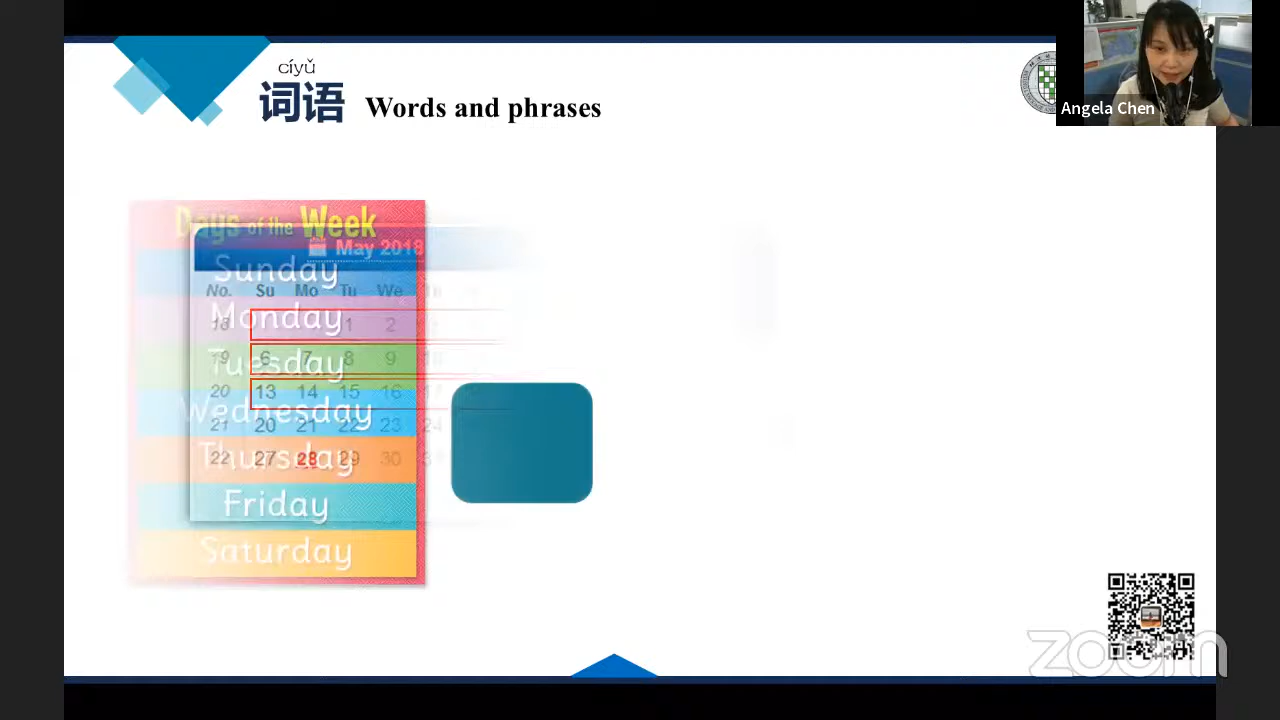 cíyǔ
词语 Words and phrases
Angela Chen
Days of the Week
May 2018
Sunday
No. Su Mo Tu We
Monday
18 1 2
Tuesday
19 6 7 8 9 10
20 13 14 15 16 17
Wednesday
21 20 21 22 23 24
Thursday
22 27 28 29 30
Friday
Saturday
zoom